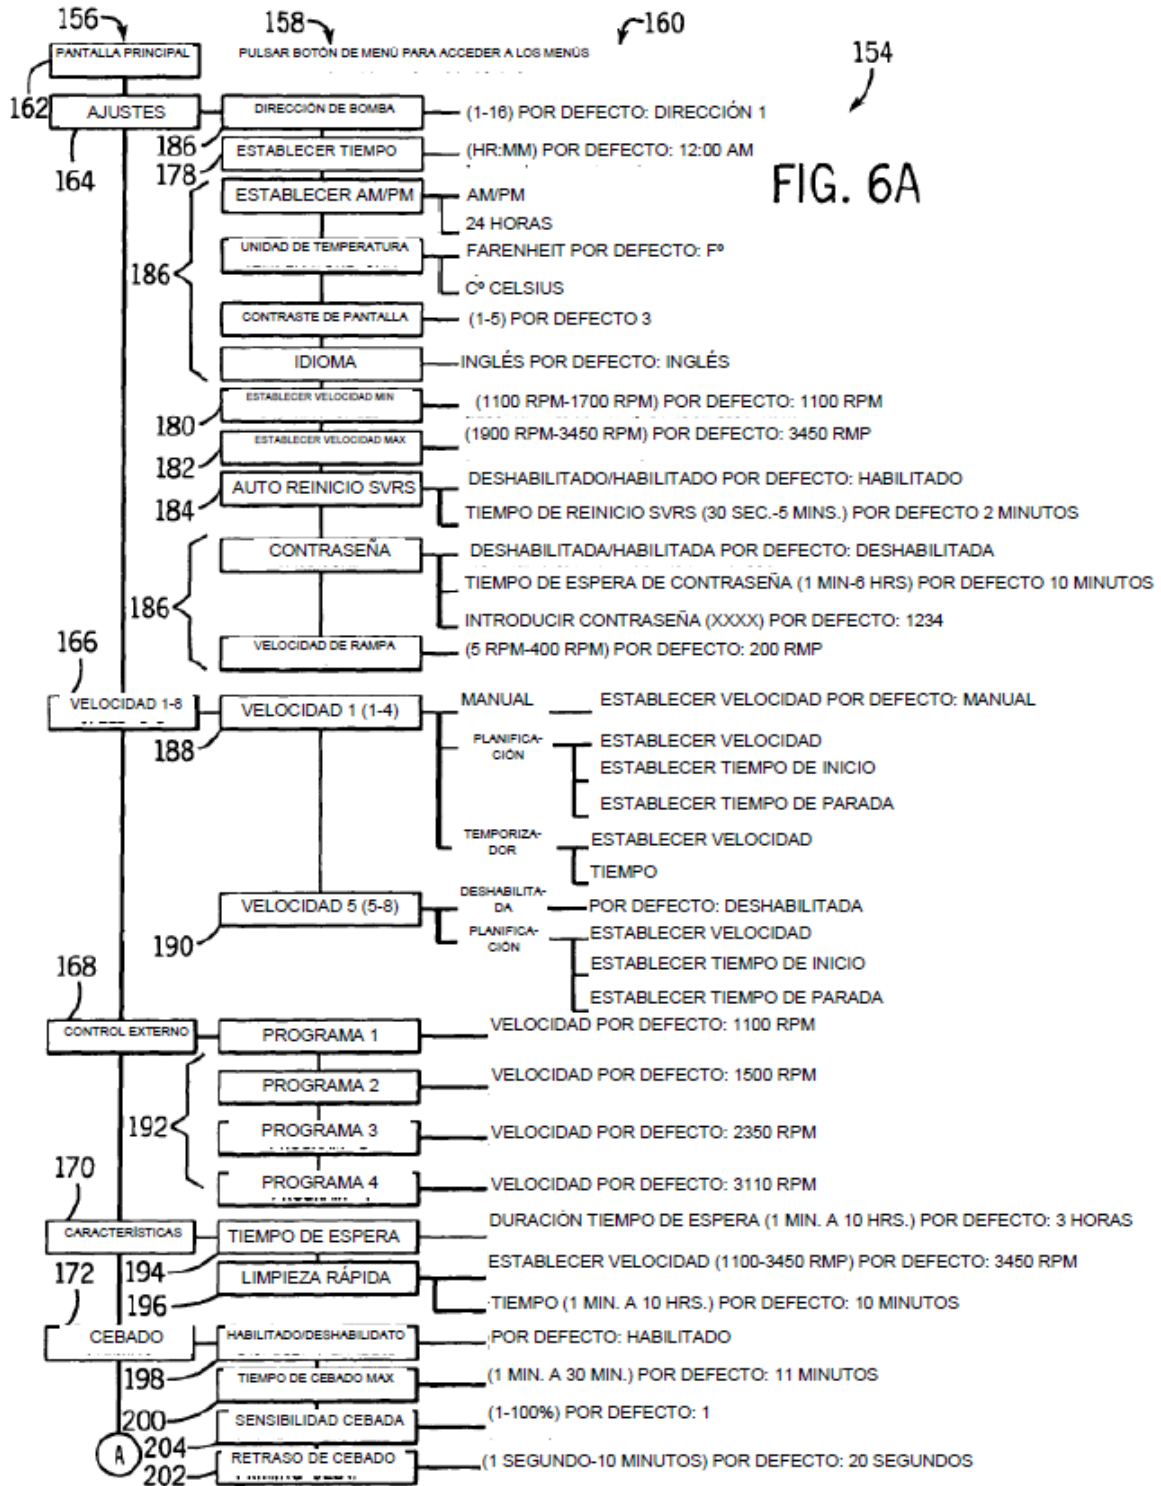 156 158 160
PANTALLA PRINCIPAL PULSAR BOTÓN DE MENÚ PARA ACCEDER A LOS MENÚS
154
162 AJUSTES DIRECCIÓN DE BOMBA (1-16) POR DEFECTO: DIRECCIÓN 1
164 186 ESTABLECER TIEMPO (HR:MM) POR DEFECTO: 12:00 AM
178
FIG. 6A
ESTABLECER AM/PM AM/PM
24 HORAS
UNIDAD DE TEMPERATURA FARENHEIT POR DEFECTO: Fº
186
Cº CELSIUS
CONTRASTE DE PANTALLA (1-5) POR DEFECTO 3
IDIOMA INGLÉS POR DEFECTO: INGLÉS
ESTABLECER VELOCIDAD MIN (1100 RPM-1700 RPM) POR DEFECTO: 1100 RPM
180
ESTABLECER VELOCIDAD MAX (1900 RPM-3450 RPM) POR DEFECTO: 3450 RMP
182
AUTO REINICIO SVRS DESHABILITADO/HABILITADO POR DEFECTO: HABILITADO
184 TIEMPO DE REINICIO SVRS (30 SEC.-5 MINS.) POR DEFECTO 2 MINUTOS
CONTRASEÑA DESHABILITADA/HABILITADA POR DEFECTO: DESHABILITADA
TIEMPO DE ESPERA DE CONTRASEÑA (1 MIN-6 HRS) POR DEFECTO 10 MINUTOS
186
INTRODUCIR CONTRASEÑA (XXXX) POR DEFECTO: 1234
166 VELOCIDAD DE RAMPA (5 RPM-400 RPM) POR DEFECTO: 200 RMP
VELOCIDAD 1-8 VELOCIDAD 1 (1-4) MANUAL ESTABLECER VELOCIDAD POR DEFECTO: MANUAL
188
PLANIFICA-
CIÓN
ESTABLECER VELOCIDAD
ESTABLECER TIEMPO DE INICIO
ESTABLECER TIEMPO DE PARADA
TEMPORIZA-
DOR
ESTABLECER VELOCIDAD
TIEMPO
VELOCIDAD 5 (5-8)
DESHABILITA-
DA
POR DEFECTO: DESHABILITADA
190
PLANIFICA-
CIÓN
ESTABLECER VELOCIDAD
ESTABLECER TIEMPO DE INICIO
ESTABLECER TIEMPO DE PARADA
168
CONTROL EXTERNO PROGRAMA 1 VELOCIDAD POR DEFECTO: 1100 RPM
PROGRAMA 2 VELOCIDAD POR DEFECTO: 1500 RPM
192
PROGRAMA 3 VELOCIDAD POR DEFECTO: 2350 RPM
170
PROGRAMA 4 VELOCIDAD POR DEFECTO: 3110 RPM
CARACTERÍSTICAS TIEMPO DE ESPERA DURACIÓN TIEMPO DE ESPERA (1 MIN. A 10 HRS.) POR DEFECTO: 3 HORAS
172 194 LIMPIEZA RÁPIDA ESTABLECER VELOCIDAD (1100-3450 RMP) POR DEFECTO: 3450 RPM
196 TIEMPO (1 MIN. A 10 HRS.) POR DEFECTO: 10 MINUTOS
CEBADO HABILITADO/DESHABILIDATO POR DEFECTO: HABILITADO
198 TIEMPO DE CEBADO MAX (1 MIN. A 30 MIN.) POR DEFECTO: 11 MINUTOS
200 SENSIBILIDAD CEBADA (1-100%) POR DEFECTO: 1
A 204 RETRASO DE CEBADO (1 SEGUNDO-10 MINUTOS) POR DEFECTO: 20 SEGUNDOS
202